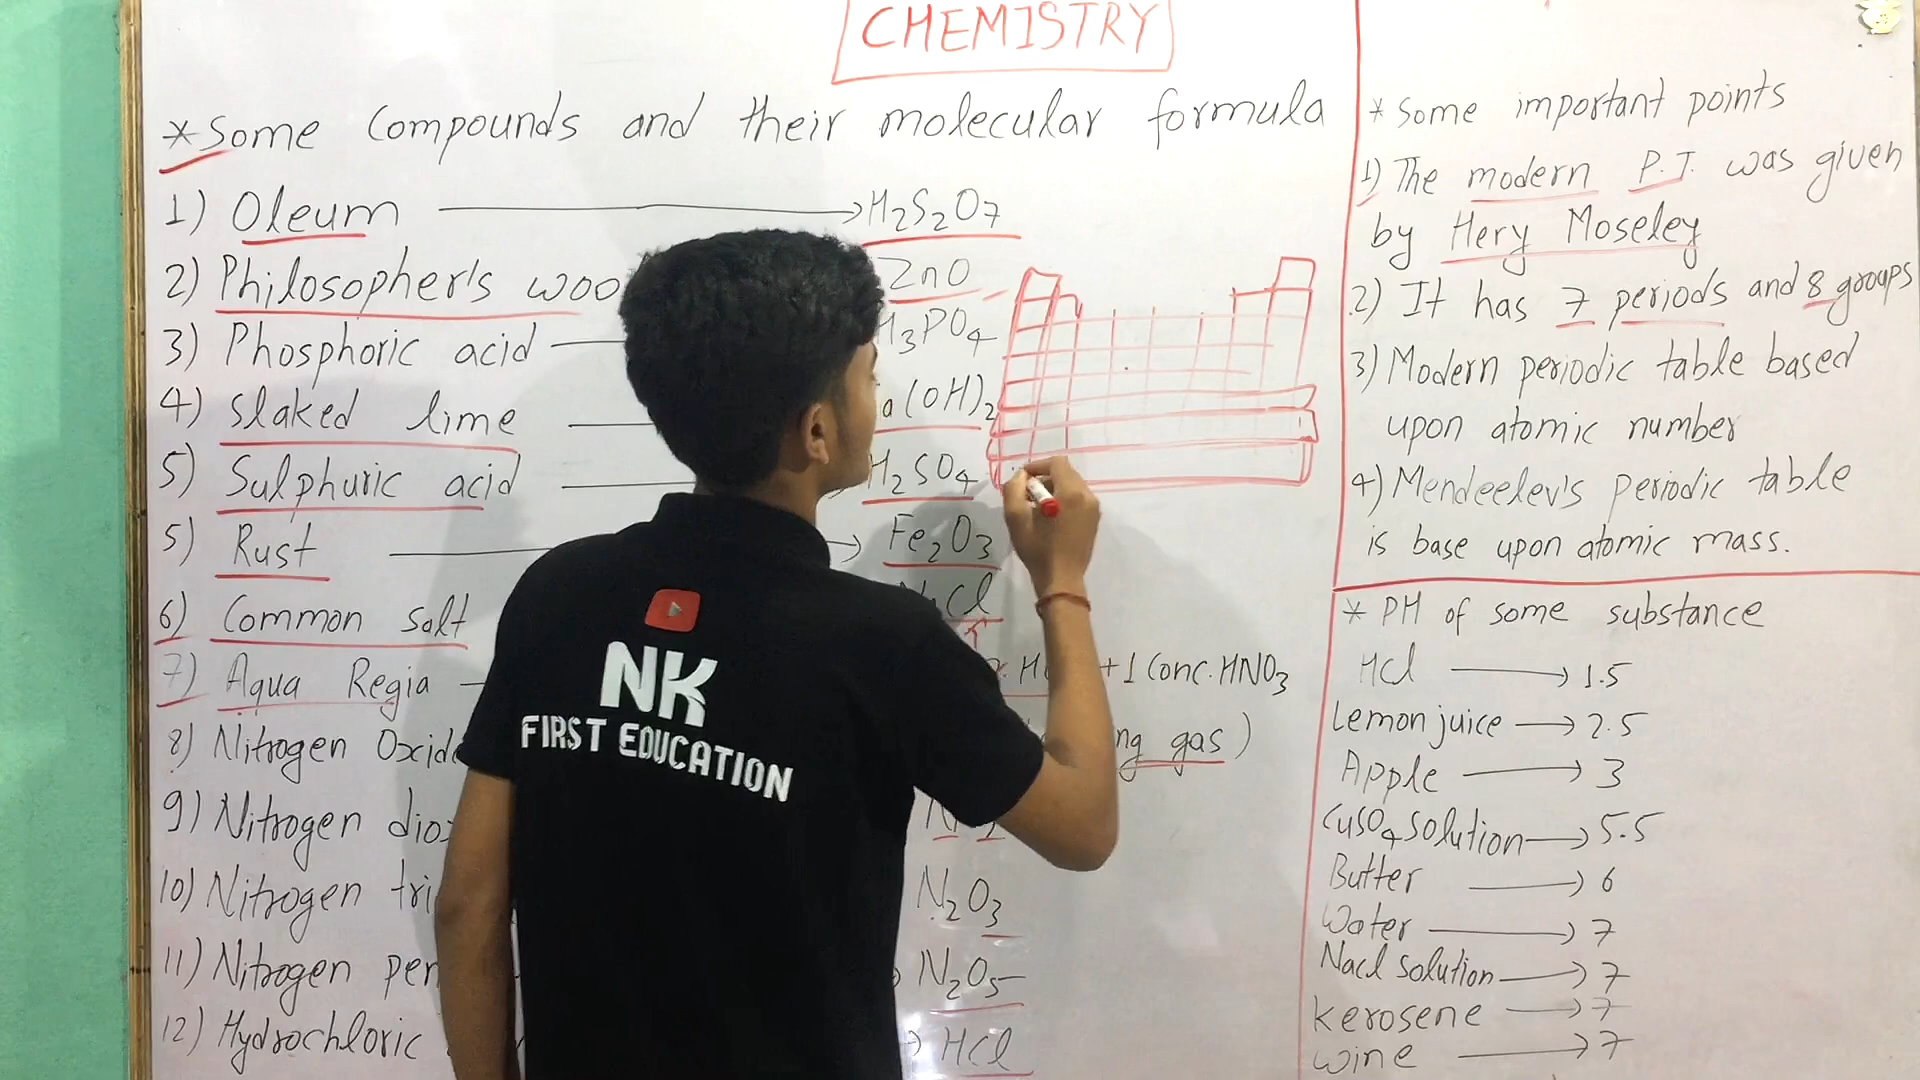 CHEMISTRY
*Some Compounds and their molecular formula
1) Oleum → H2S2O7
2) Philosopher's woo ZnO
3) Phosphoric acid H3PO4
4) slaked lime a(OH)2
5) Sulphuric acid H2SO4
5) Rust → Fe2O3
6) Common salt Cl
7) Aqua Regia +1 Conc. HNO3
8) Nitrogen Oxide ng gas)
9) Nitrogen diox
10) Nitrogen tri N2O3
11) Nitrogen pen N2O5
12) Hydrochloric → HCl
* Some important points
1) The modern P.T. was given
by Hery Moseley
2) It has 7 periods and 8 groups
3) Modern periodic table based
upon atomic number
4) Mendeelev's periodic table
is base upon atomic mass.
* PH of some substance
HCl → 1.5
Lemon juice → 2.5
Apple → 3
CuSO4 solution → 5.5
Butter → 6
Water → 7
Nacl solution → 7
kerosene → 7
wine → 7
NK
FIRST EDUCATION